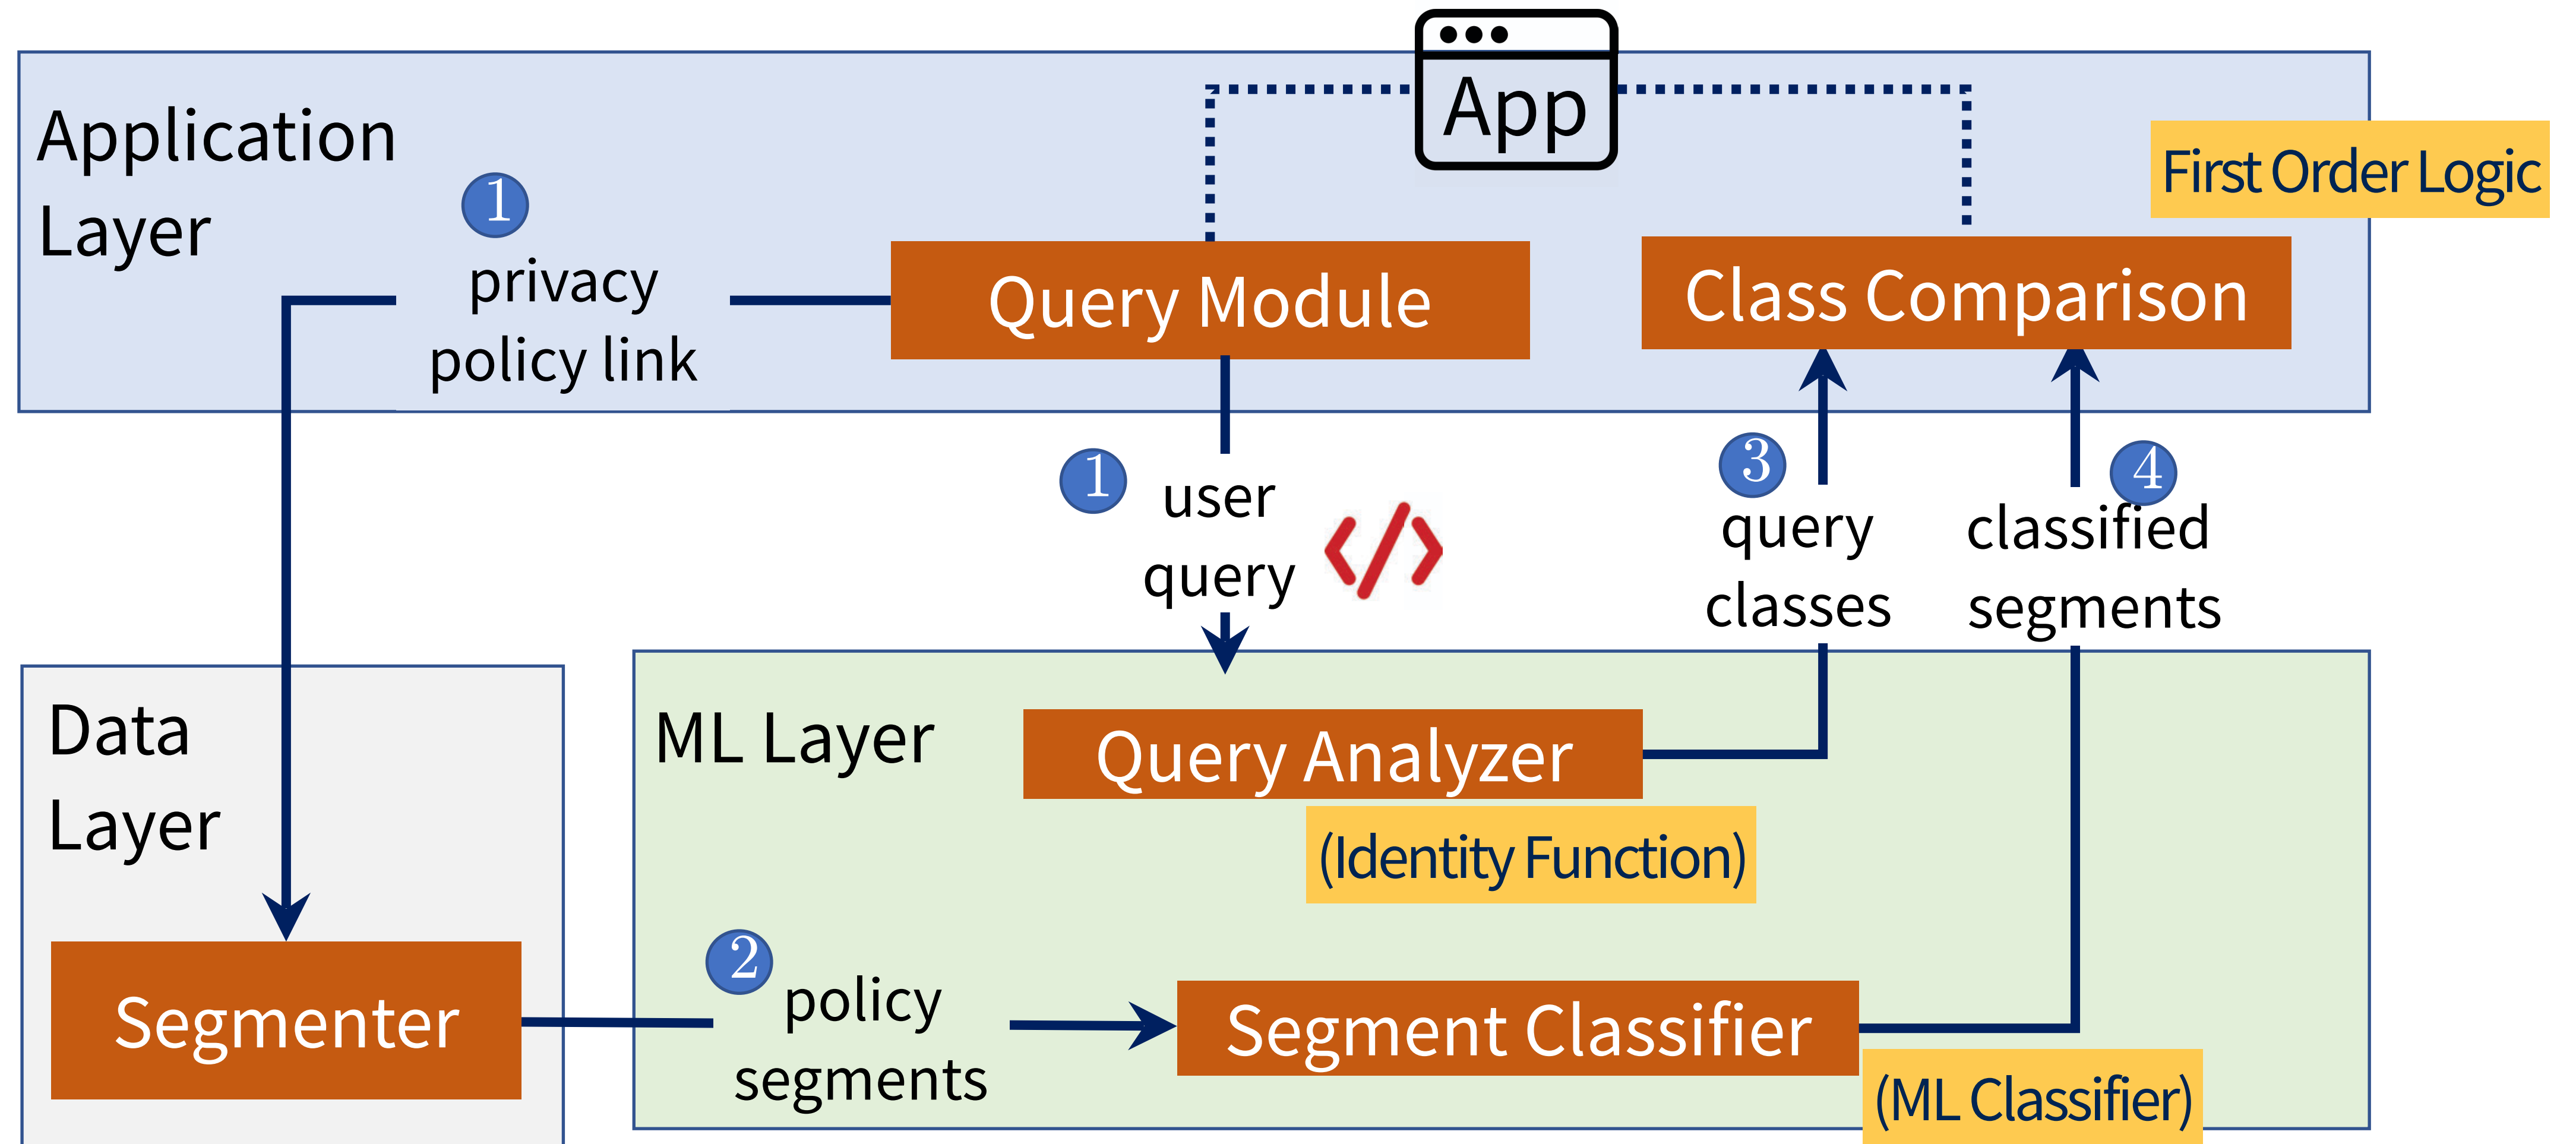 App
Application
Layer
First Order Logic
1
privacy
policy link
Query Module
Class Comparison
1
user
query
3
query
classes
4
classified
segments
Data
Layer
ML Layer
Query Analyzer
(Identity Function)
Segmenter
2
policy
segments
Segment Classifier
(ML Classifier)